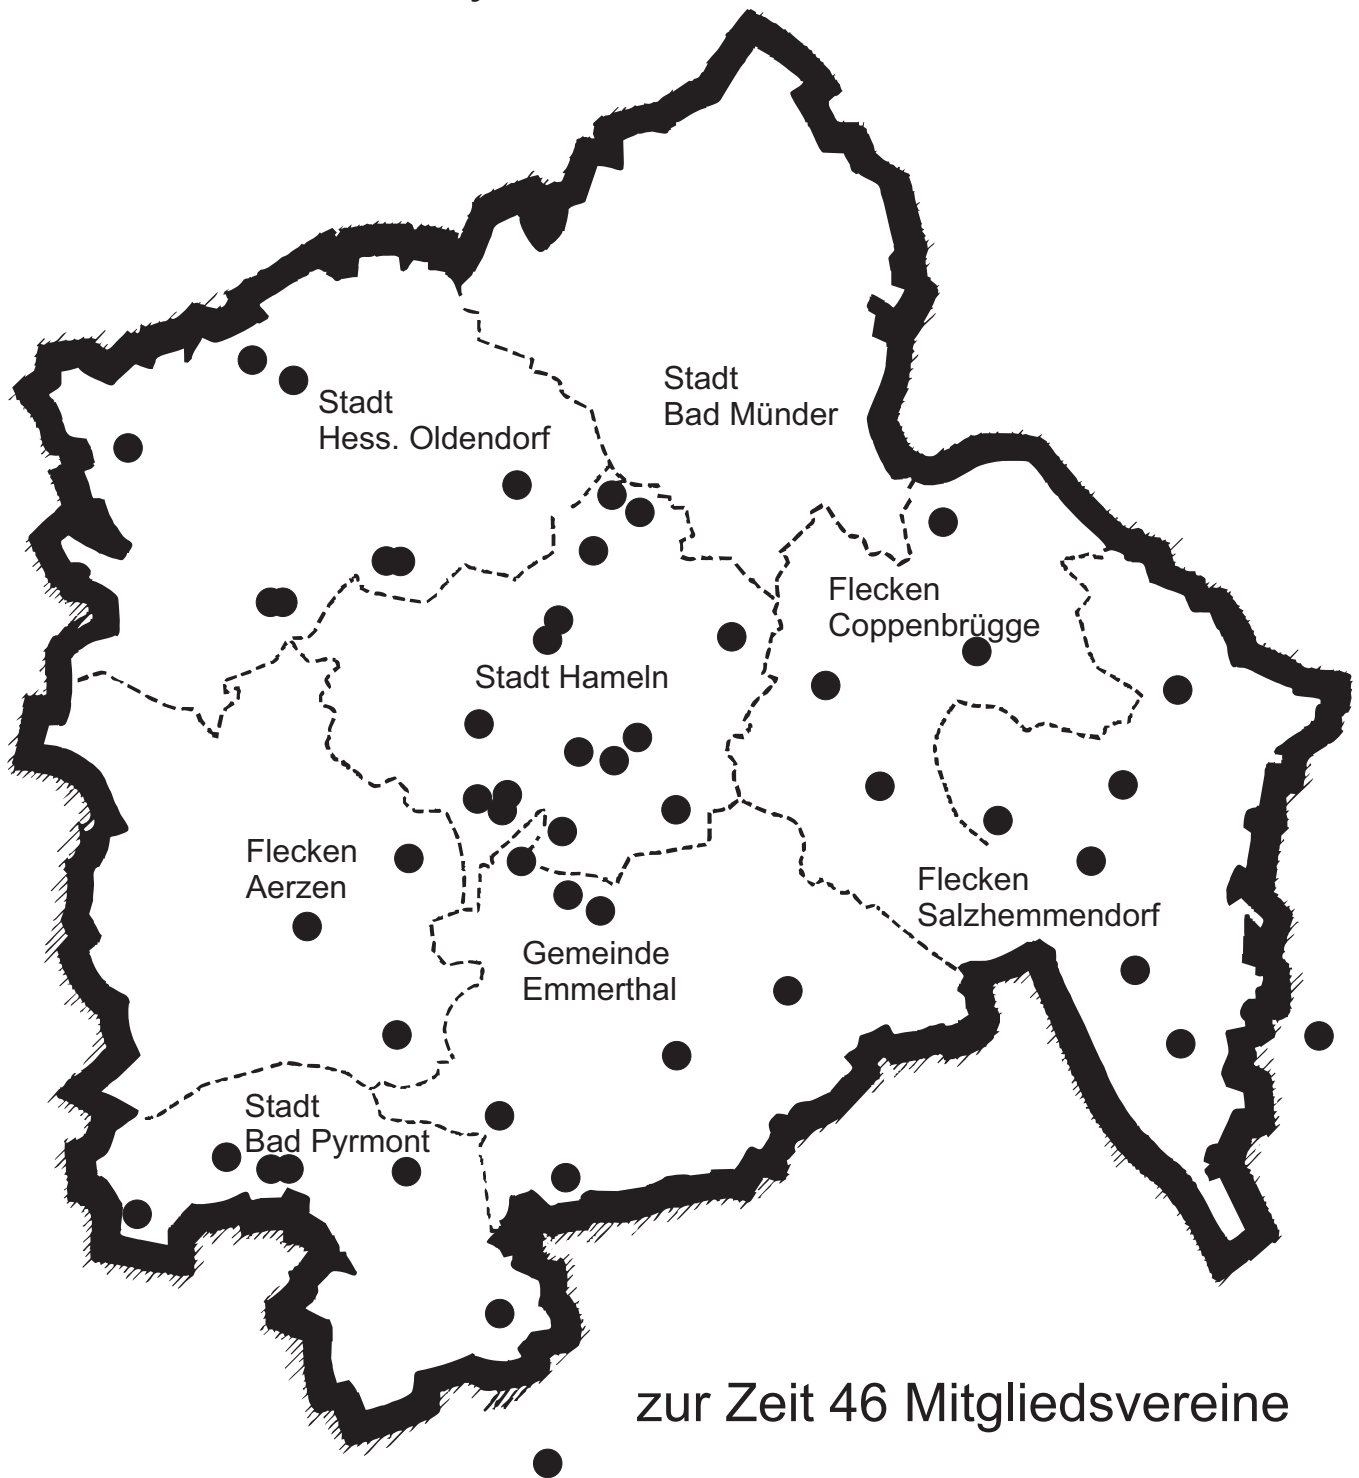 Stadt
Bad Münder
Stadt
Hess. Oldendorf
Flecken
Coppenbrügge
Stadt Hameln
Flecken
Aerzen
Flecken
Salzhemmendorf
Gemeinde
Emmerthal
Stadt
Bad Pyrmont
zur Zeit 46 Mitgliedsvereine